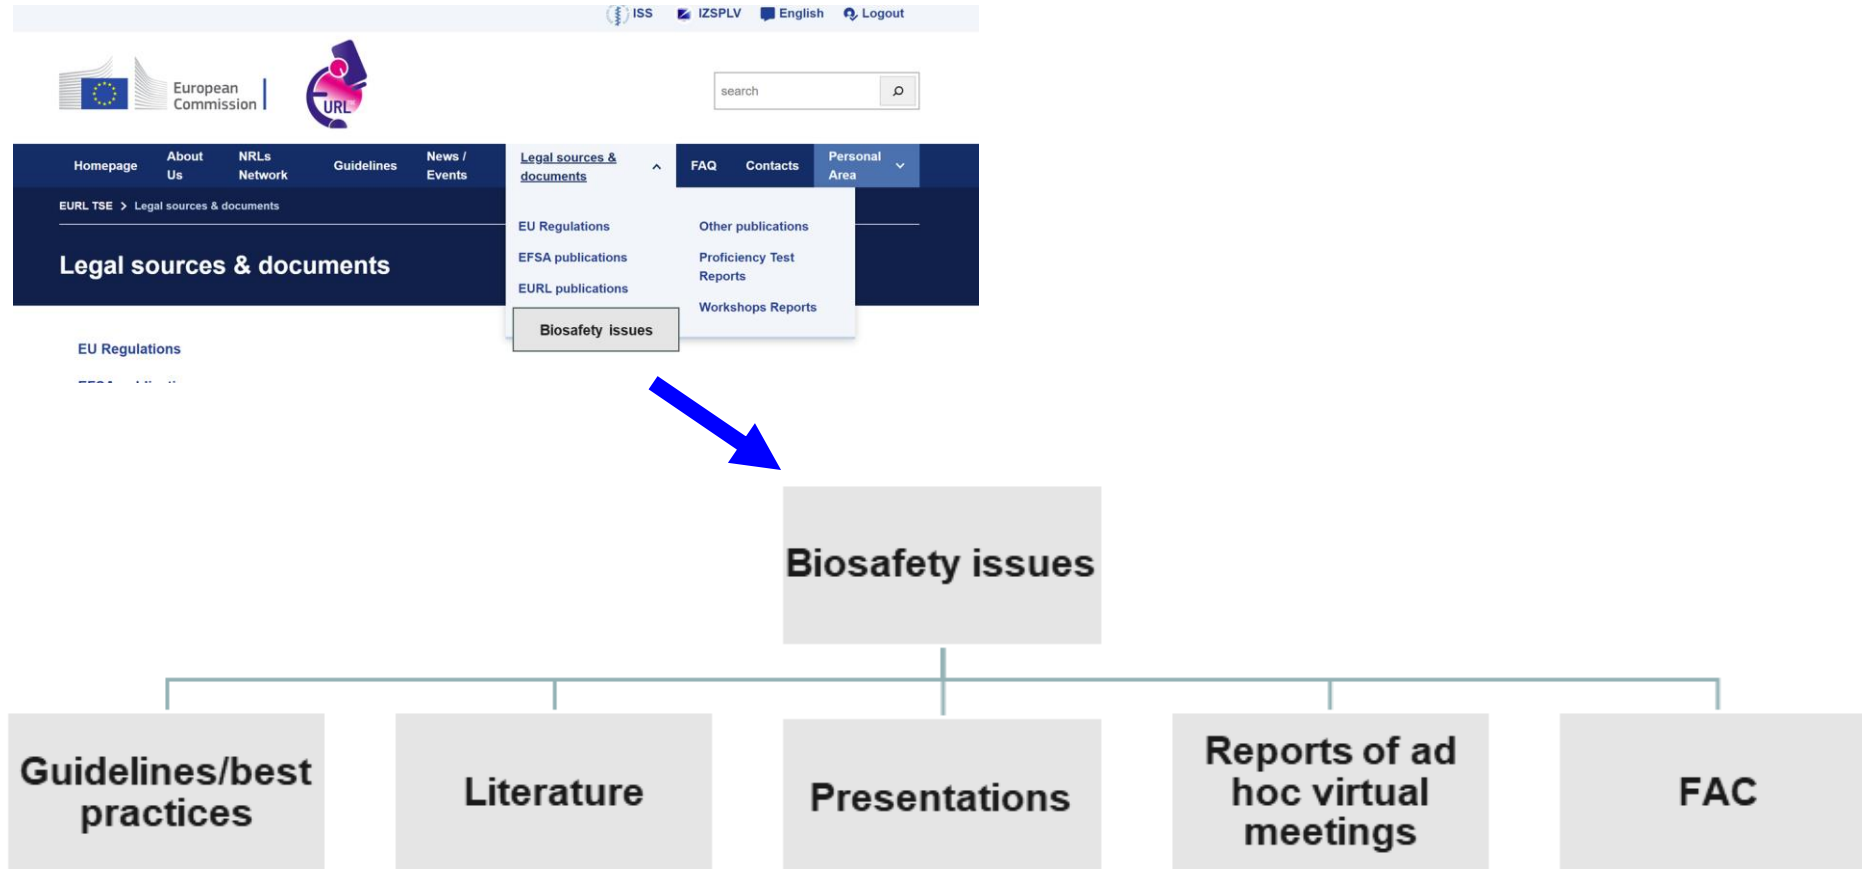 ISS IZSPLV English Logout
European
Commission
EURL
search
Homepage
About
Us
NRLs
Network
Guidelines
News /
Events
Legal sources &
documents
FAQ
Contacts
Personal
Area
EURL TSE > Legal sources & documents
Legal sources & documents
EU Regulations
EFSA publications
EURL publications
Biosafety issues
Other publications
Proficiency Test
Reports
Workshops Reports
EU Regulations
Biosafety issues
Guidelines/best
practices
Literature
Presentations
Reports of ad
hoc virtual
meetings
FAC